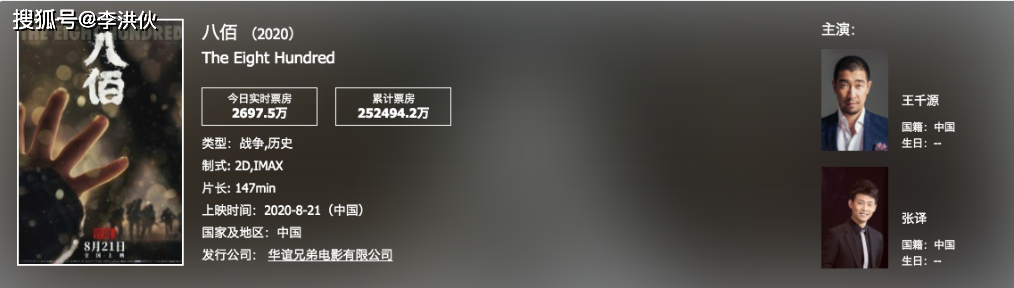 搜狐号@李洪伙
THE EIGHT HUNDRED
八佰
8月21日
八佰 （2020）
The Eight Hundred
今日实时票房
2697.5万
累计票房
252494.2万
类型：战争,历史
制式: 2D,IMAX
片长: 147min
上映时间：2020-8-21（中国）
国家及地区：中国
发行公司： 华谊兄弟电影有限公司
主演：
王千源
国籍：中国
生日：--
张译
国籍：中国
生日：--